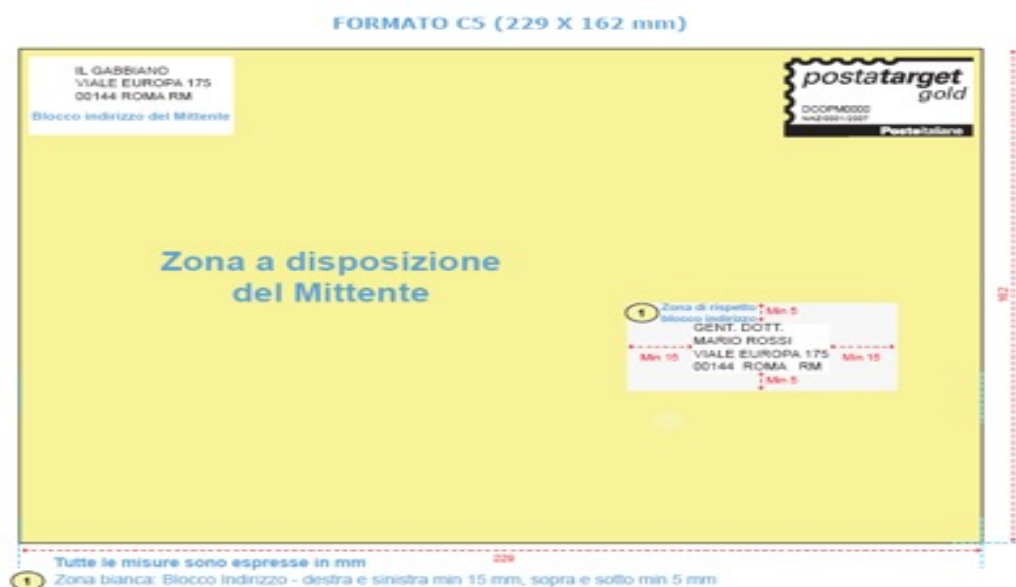 FORMATO C5 (229 X 162 mm)
IL GABBIANO
VIALE EUROPA 175
00144 ROMA RM
Blocco indirizzo del Mittente
postatarget
gold
DCOPM0000
Posteitaliane
Zona a disposizione
del Mittente
162
1
Zona di rispetto
blocco indirizzo
Min 5
GENT. DOTT.
MARIO ROSSI
VIALE EUROPA 175
00144 ROMA RM
Min 15
Min 15
Min 5
229
Tutte le misure sono espresse in mm
1 Zona bianca: Blocco Indirizzo - destra e sinistra min 15 mm, sopra e sotto min 5 mm